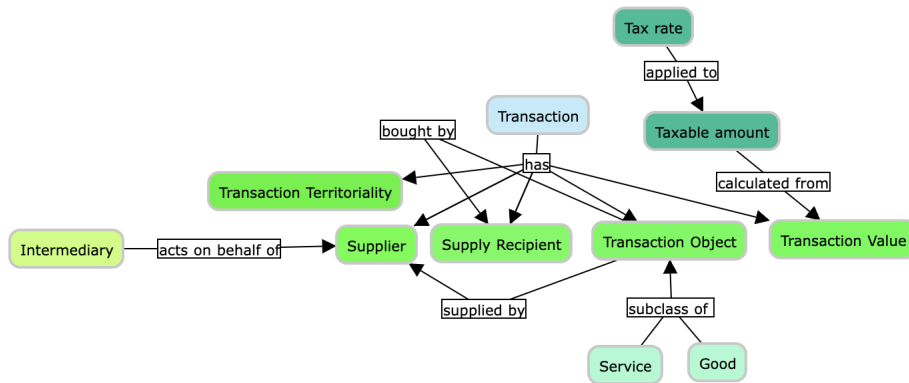 Tax rate
applied to
Transaction
bought by
Taxable amount
has
calculated from
Transaction Territoriality
Intermediary
acts on behalf of
Supplier
Supply Recipient
Transaction Object
Transaction Value
supplied by
subclass of
Service
Good